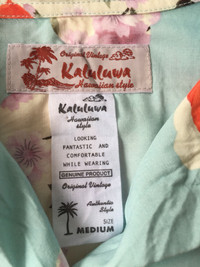 Original Vintage
Kaluluwa
Hawaiian style
Kaluluwa
Hawaiian
style
LOOKING
FANTASTIC AND
COMFORTABLE
WHILE WEARING
GENUINE PRODUCT
Original Vintage
Authentic
Style
SIZE
MEDIUM